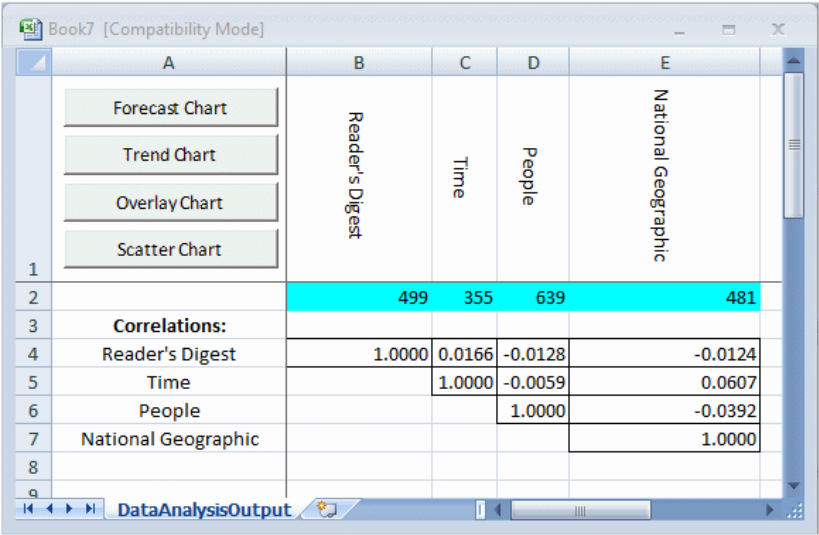 Book7 [Compatibility Mode]
A B C D E
Forecast Chart
Trend Chart
Overlay Chart
Scatter Chart
Reader's Digest
Time
People
National Geographic
1
2 499 355 639 481
3 Correlations:
4 Reader's Digest 1.0000 0.0166 -0.0128 -0.0124
5 Time 1.0000 -0.0059 0.0607
6 People 1.0000 -0.0392
7 National Geographic 1.0000
8
9
DataAnalysisOutput